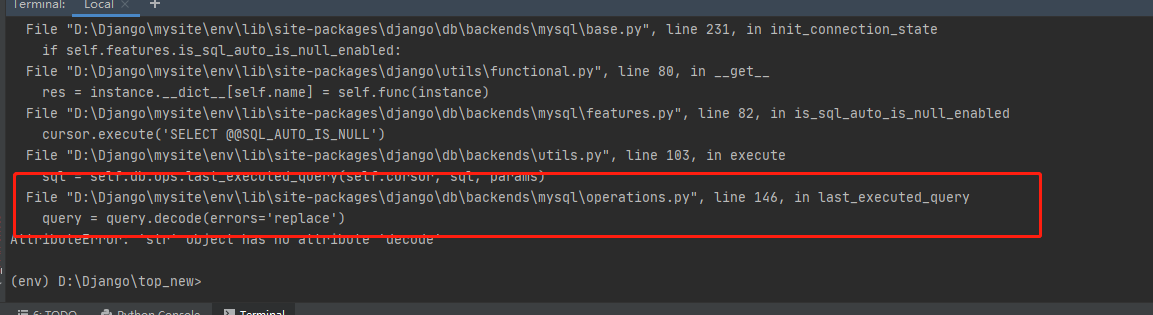 Terminal: Local × +
File "D:\Django\mysite\env\lib\site-packages\django\db\backends\mysql\base.py", line 231, in init_connection_state
if self.features.is_sql_auto_is_null_enabled:
File "D:\Django\mysite\env\lib\site-packages\django\utils\functional.py", line 80, in __get__
res = instance.__dict__[self.name] = self.func(instance)
File "D:\Django\mysite\env\lib\site-packages\django\db\backends\mysql\features.py", line 82, in is_sql_auto_is_null_enabled
cursor.execute('SELECT @@SQL_AUTO_IS_NULL')
File "D:\Django\mysite\env\lib\site-packages\django\db\backends\utils.py", line 103, in execute
sql = self.db.ops.last_executed_query(self.cursor, sql, params)
File "D:\Django\mysite\env\lib\site-packages\django\db\backends\mysql\operations.py", line 146, in last_executed_query
query = query.decode(errors='replace')
AttributeError: 'str' object has no attribute 'decode'
(env) D:\Django\top_new>
6: TODO Python Console Terminal